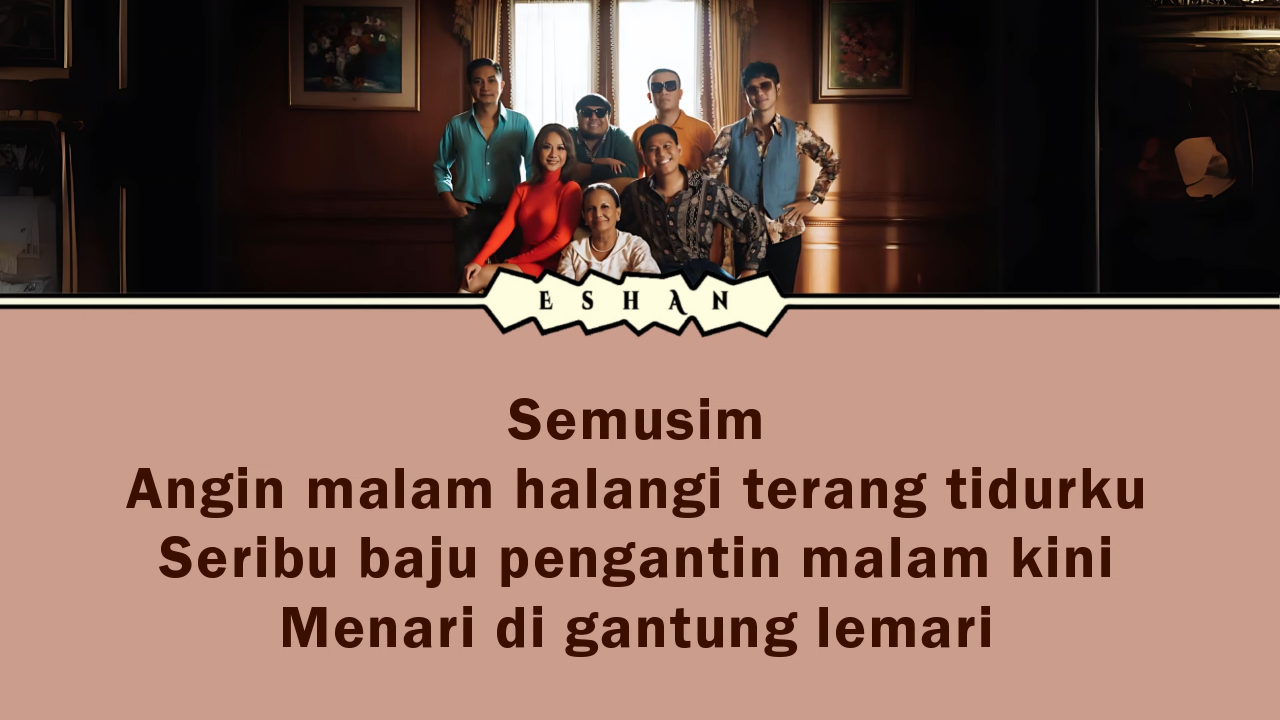 ESHAN
Semusim
Angin malam halangi terang tidurku
Seribu baju pengantin malam kini
Menari di gantung lemari